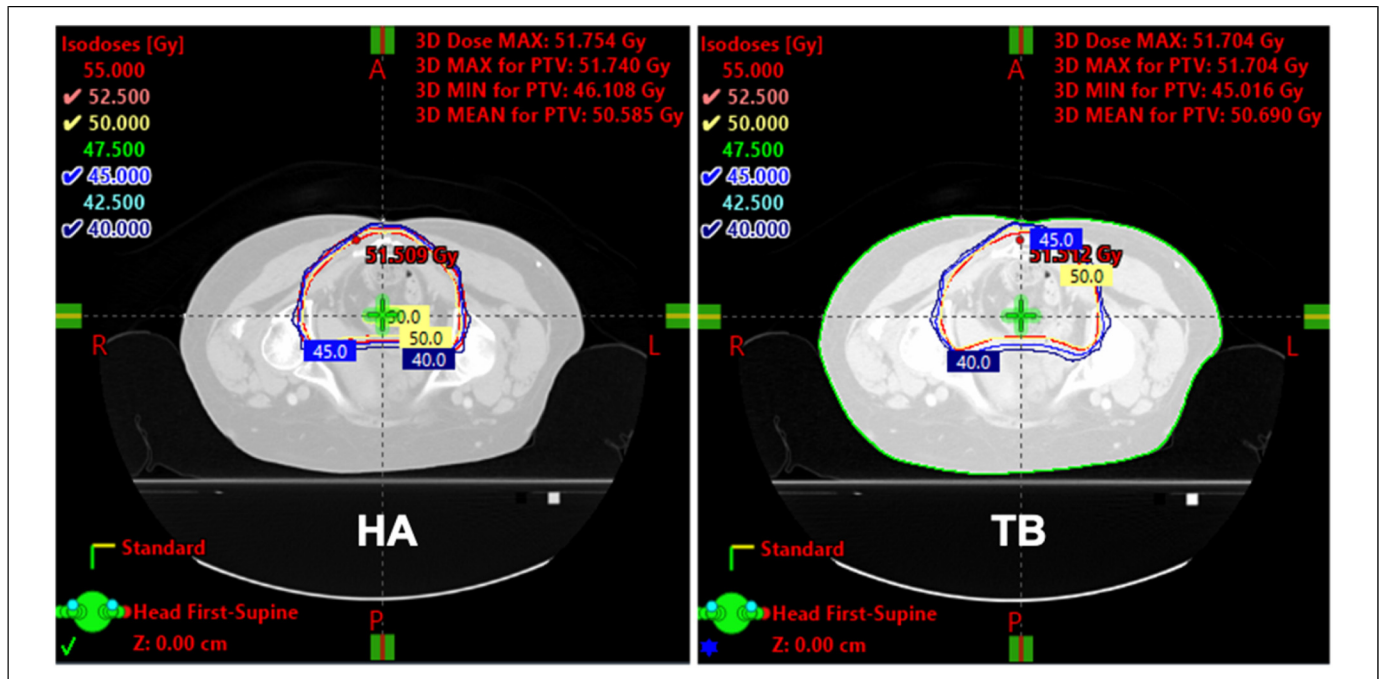 Isodoses [Gy]
55.000
52.500
50.000
47.500
45.000
42.500
40.000
3D Dose MAX: 51.754 Gy
3D MAX for PTV: 51.740 Gy
3D MIN for PTV: 46.108 Gy
3D MEAN for PTV: 50.585 Gy
A
51.509 Gy
50.0
50.0
45.0
40.0
R
L
HA
Standard
Head First-Supine
P
Z: 0.00 cm
Isodoses [Gy]
55.000
52.500
50.000
47.500
45.000
42.500
40.000
3D Dose MAX: 51.704 Gy
3D MAX for PTV: 51.704 Gy
3D MIN for PTV: 45.016 Gy
3D MEAN for PTV: 50.690 Gy
A
45.0
51.512 Gy
50.0
40.0
R
L
TB
Standard
Head First-Supine
P
Z: 0.00 cm